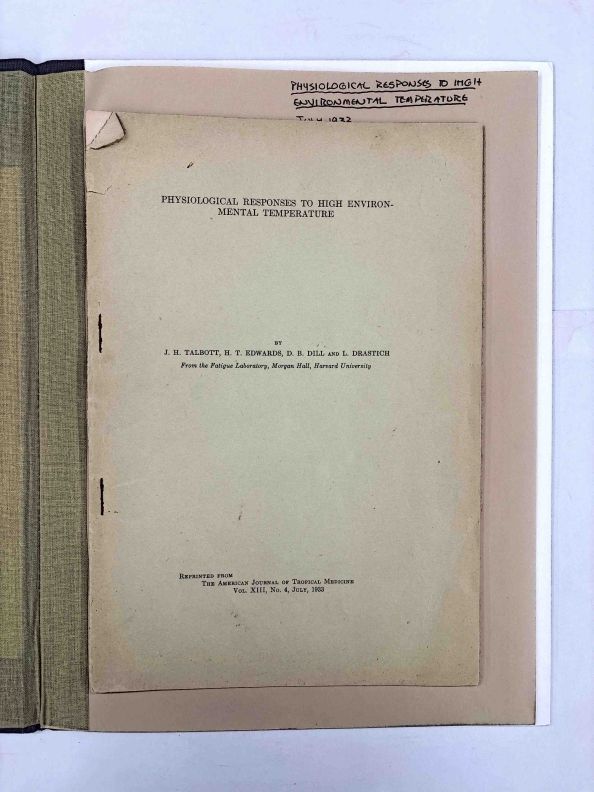 PHYSIOLOGICAL RESPONSES TO HIGH
ENVIRONMENTAL TEMPERATURE
JULY 1933
PHYSIOLOGICAL RESPONSES TO HIGH ENVIRON-
MENTAL TEMPERATURE
BY
J. H. TALBOTT, H. T. EDWARDS, D. B. DILL AND L. DRASTICH
From the Fatigue Laboratory, Morgan Hall, Harvard University
REPRINTED FROM
THE AMERICAN JOURNAL OF TROPICAL MEDICINE
VOL. XIII, NO. 4, JULY, 1933